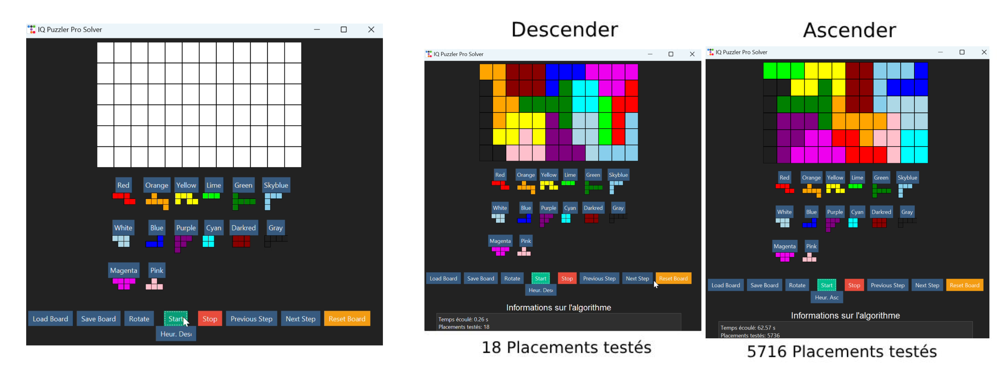 IQ Puzzler Pro Solver
Red Orange Yellow Lime Green Skyblue
White Blue Purple Cyan Darkred Gray
Magenta Pink
Load Board Save Board Rotate Start Stop Previous Step Next Step Reset Board
Heur. Des
Descender
IQ Puzzler Pro Solver
Red Orange Yellow Lime Green Skyblue
White Blue Purple Cyan Darkred Gray
Magenta Pink
Load Board Save Board Rotate Start Stop Previous Step Next Step Reset Board
Heur. Des
Informations sur l'algorithme
Temps écoulé: 0.26 s
Placements testés: 18
18 Placements testés
Ascender
IQ Puzzler Pro Solver
Red Orange Yellow Lime Green Skyblue
White Blue Purple Cyan Darkred Gray
Magenta Pink
Load Board Save Board Rotate Start Stop Previous Step Next Step Reset Board
Heur. Asc
Informations sur l'algorithme
Temps écoulé: 62.57 s
Placements testés: 5736
5716 Placements testés